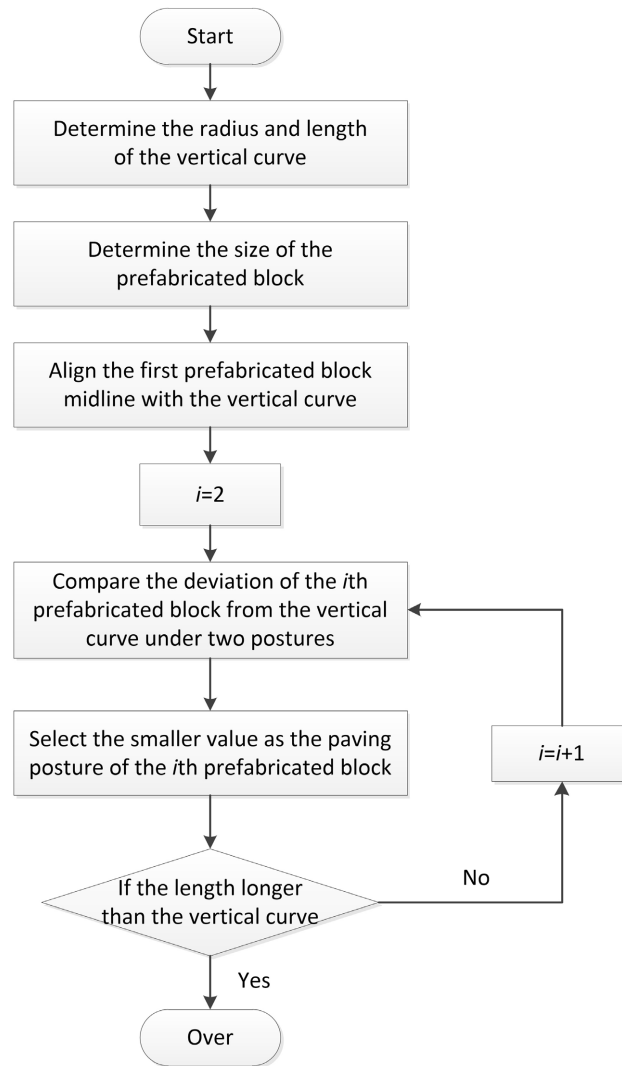 Start
Determine the radius and length
of the vertical curve
Determine the size of the
prefabricated block
Align the first prefabricated block
midline with the vertical curve
i=2
Compare the deviation of the ith
prefabricated block from the vertical
curve under two postures
Select the smaller value as the paving
posture of the ith prefabricated block
i=i+1
If the length longer
than the vertical curve
No
Yes
Over